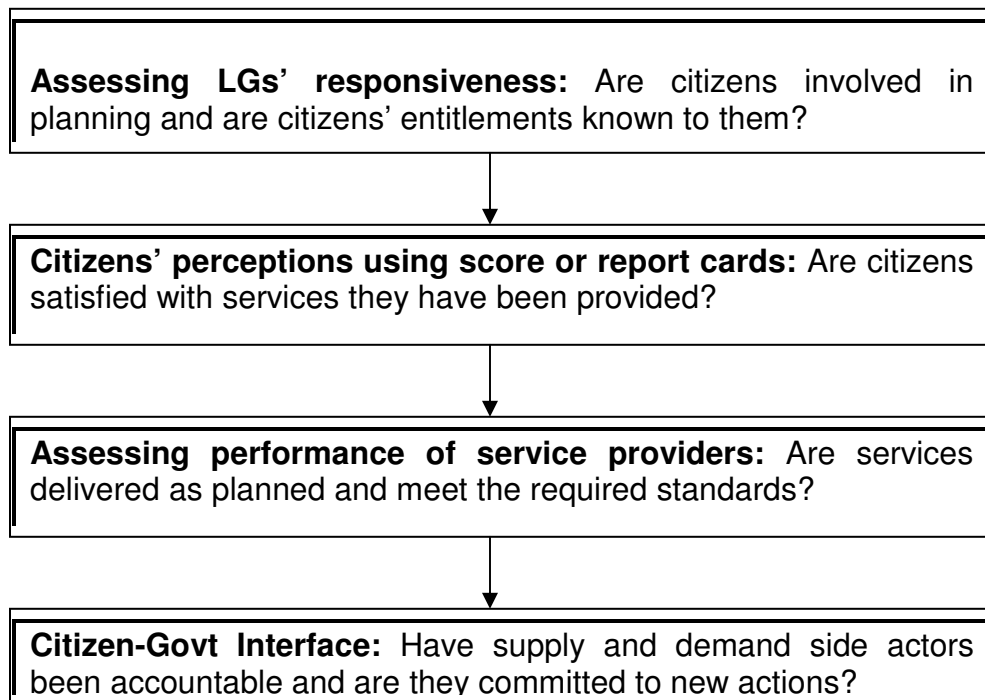 Assessing LGs’ responsiveness: Are citizens involved in
planning and are citizens’ entitlements known to them?
Citizens’ perceptions using score or report cards: Are citizens
satisfied with services they have been provided?
Assessing performance of service providers: Are services
delivered as planned and meet the required standards?
Citizen-Govt Interface: Have supply and demand side actors
been accountable and are they committed to new actions?